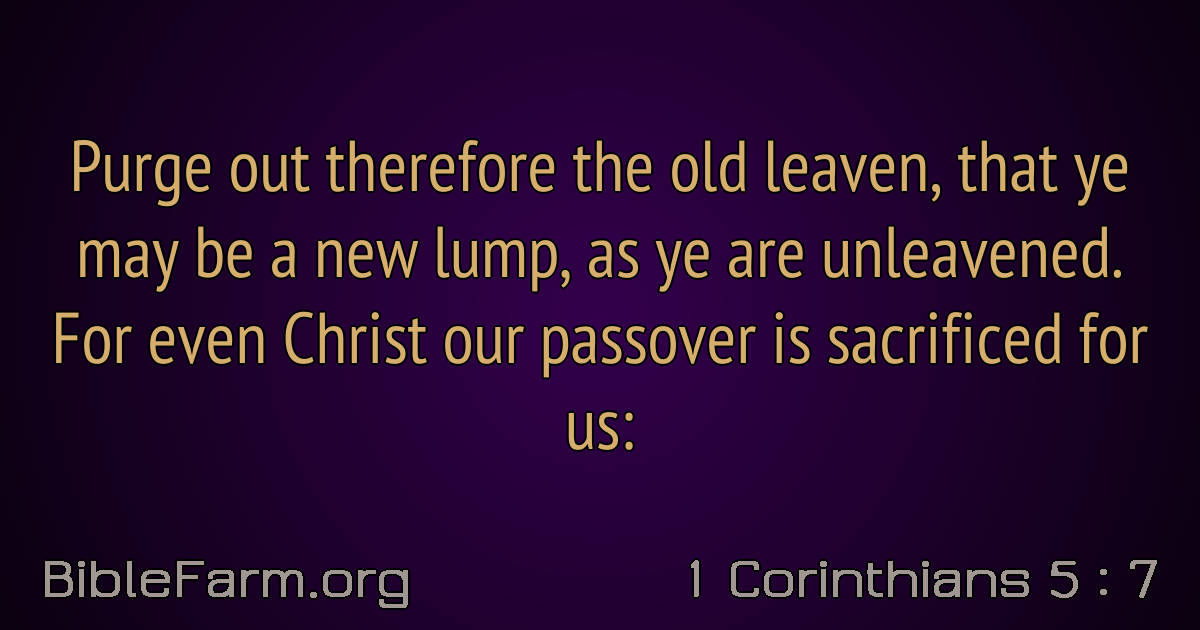 Purge out therefore the old leaven, that ye
may be a new lump, as ye are unleavened.
For even Christ our passover is sacrificed for
us:
BibleFarm.org
1 Corinthians 5 : 7